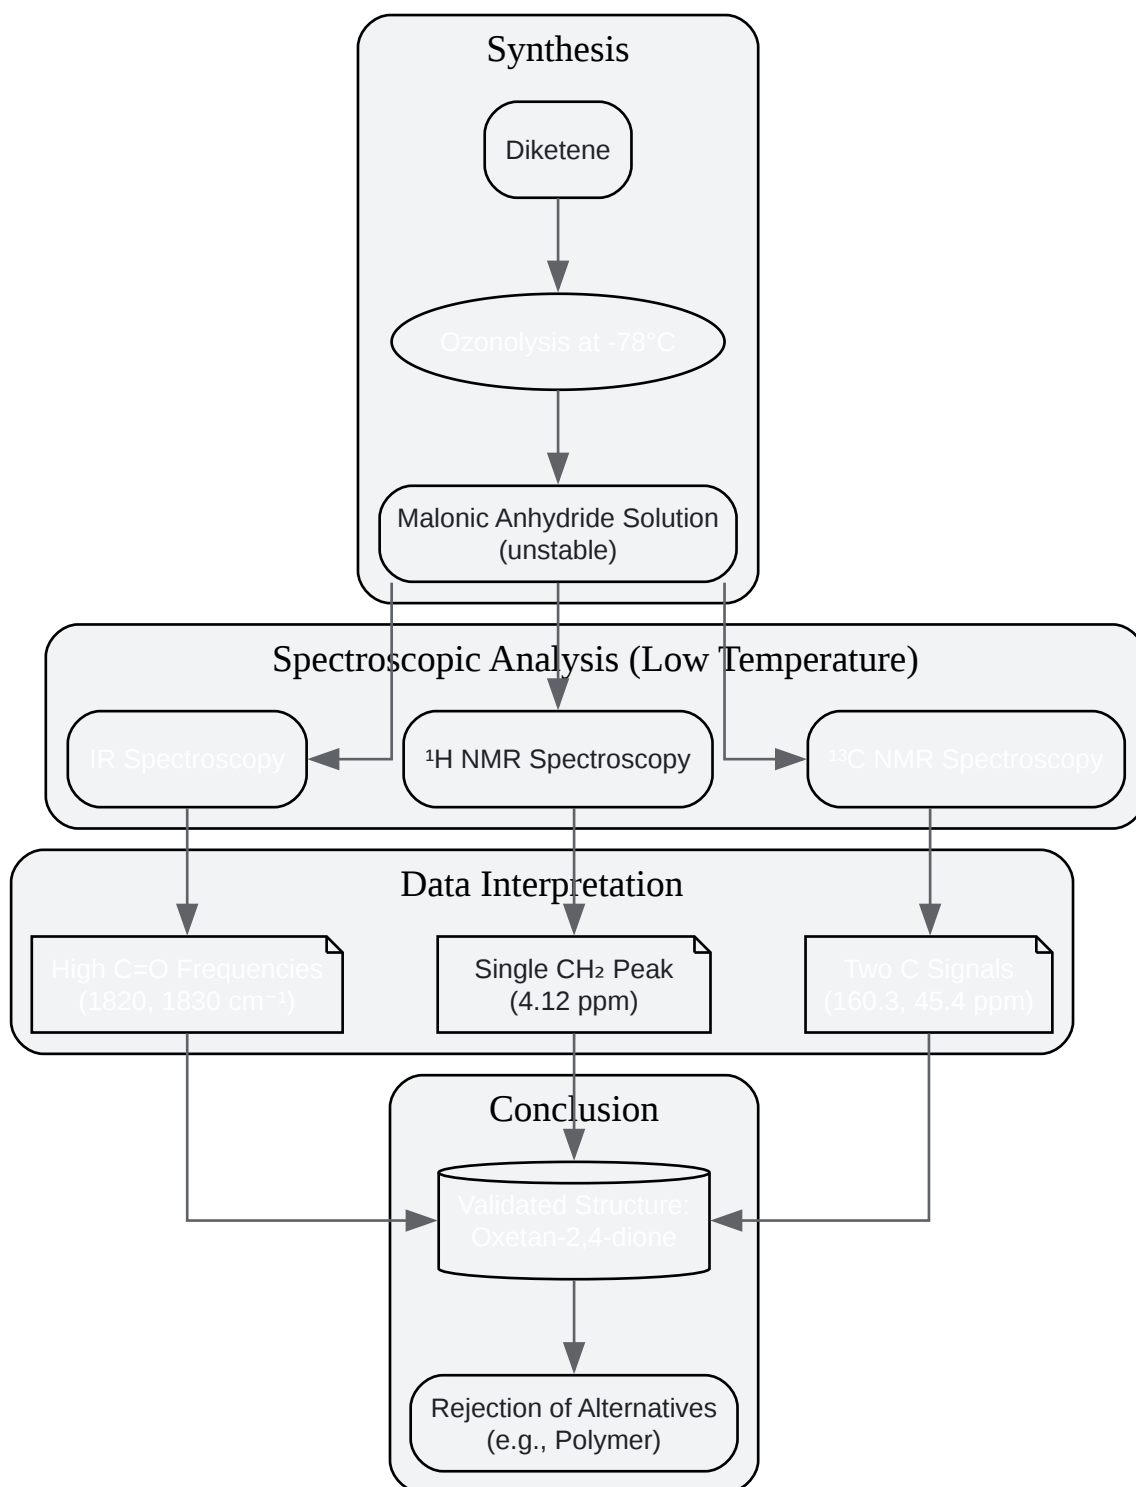 Synthesis
Diketene
Ozonolysis at -78°C
Malonic Anhydride Solution
(unstable)
Spectroscopic Analysis (Low Temperature)
IR Spectroscopy
¹H NMR Spectroscopy
¹³C NMR Spectroscopy
Data Interpretation
High C=O Frequencies
(1820, 1830 cm⁻¹)
Single CH₂ Peak
(4.12 ppm)
Two C Signals
(160.3, 45.4 ppm)
Conclusion
Validated Structure:
Oxetan-2,4-dione
Rejection of Alternatives
(e.g., Polymer)